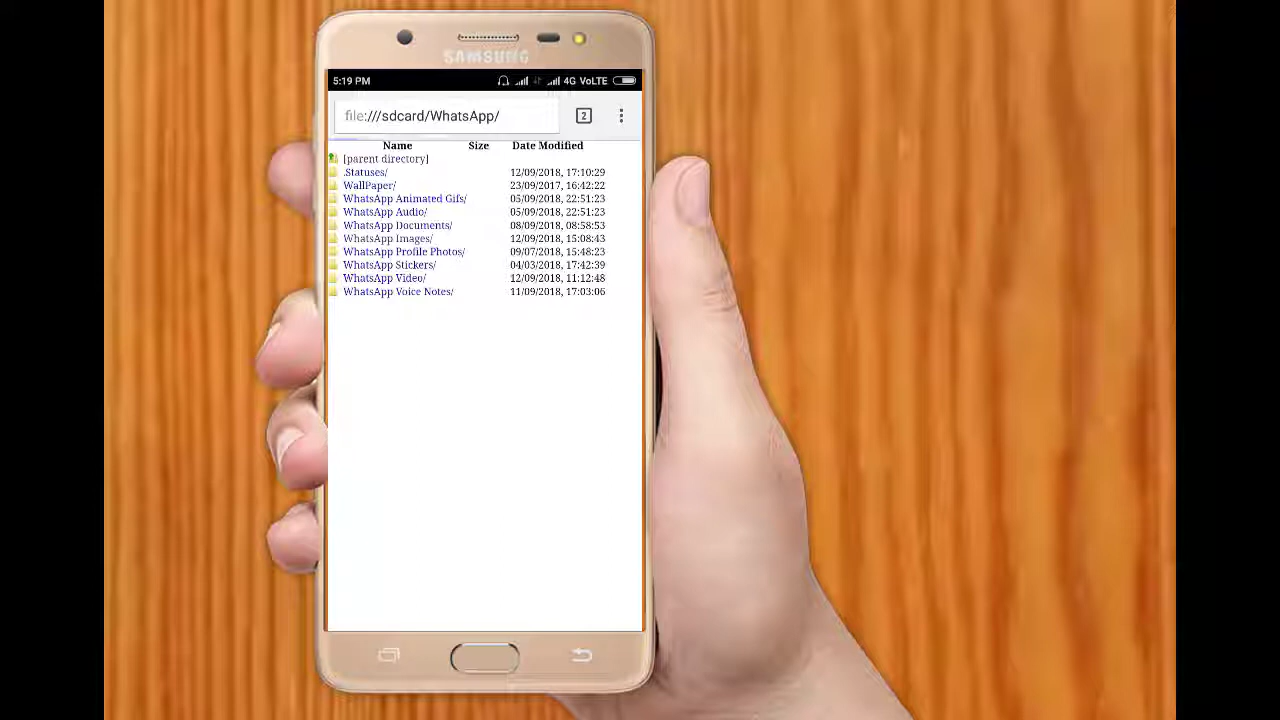 SAMSUNG
5:19 PM 4G VoLTE
file:///sdcard/WhatsApp/ 2
Name Size Date Modified
[parent directory]
.Statuses/ 12/09/2018, 17:10:29
WallPaper/ 23/09/2017, 16:42:22
WhatsApp Animated Gifs/ 05/09/2018, 22:51:23
WhatsApp Audio/ 05/09/2018, 22:51:23
WhatsApp Documents/ 08/09/2018, 08:58:53
WhatsApp Images/ 12/09/2018, 15:08:43
WhatsApp Profile Photos/ 09/07/2018, 15:48:23
WhatsApp Stickers/ 04/03/2018, 17:42:39
WhatsApp Video/ 12/09/2018, 11:12:48
WhatsApp Voice Notes/ 11/09/2018, 17:03:06